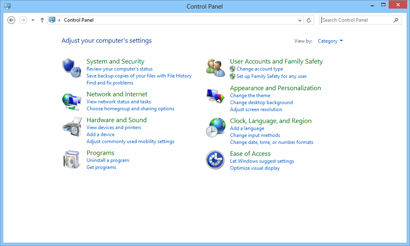 Control Panel
Control Panel
Search Control Panel
Adjust your computer's settings
View by: Category
System and Security
Review your computer's status
Save backup copies of your files with File History
Find and fix problems
Network and Internet
View network status and tasks
Choose homegroup and sharing options
Hardware and Sound
View devices and printers
Add a device
Adjust commonly used mobility settings
Programs
Uninstall a program
Get programs
User Accounts and Family Safety
Change account type
Set up Family Safety for any user
Appearance and Personalization
Change the theme
Change desktop background
Adjust screen resolution
Clock, Language, and Region
Add a language
Change input methods
Change date, time, or number formats
Ease of Access
Let Windows suggest settings
Optimize visual display